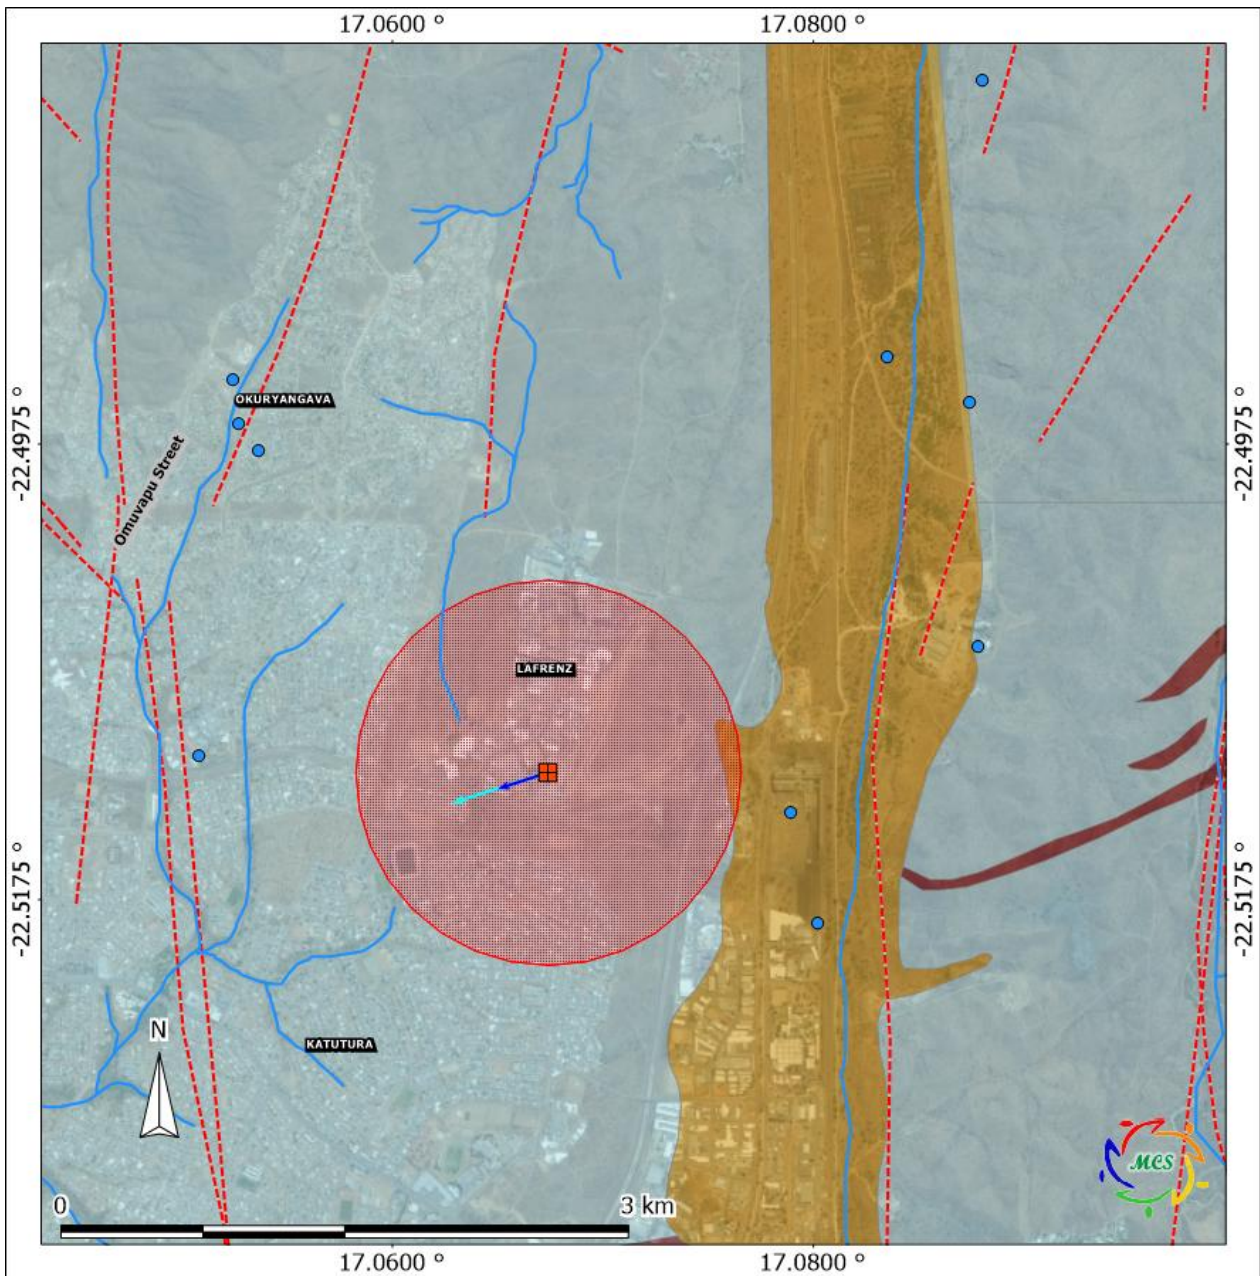 17.0600 °
17.0800 °
-22.4975 °
-22.4975 °
OKURYANGAVA
Omuvapu Street
LAFRENZ
-22.5175 °
-22.5175 °
N
KATUTURA
MCS
0
3 km
17.0600 °
17.0800 °